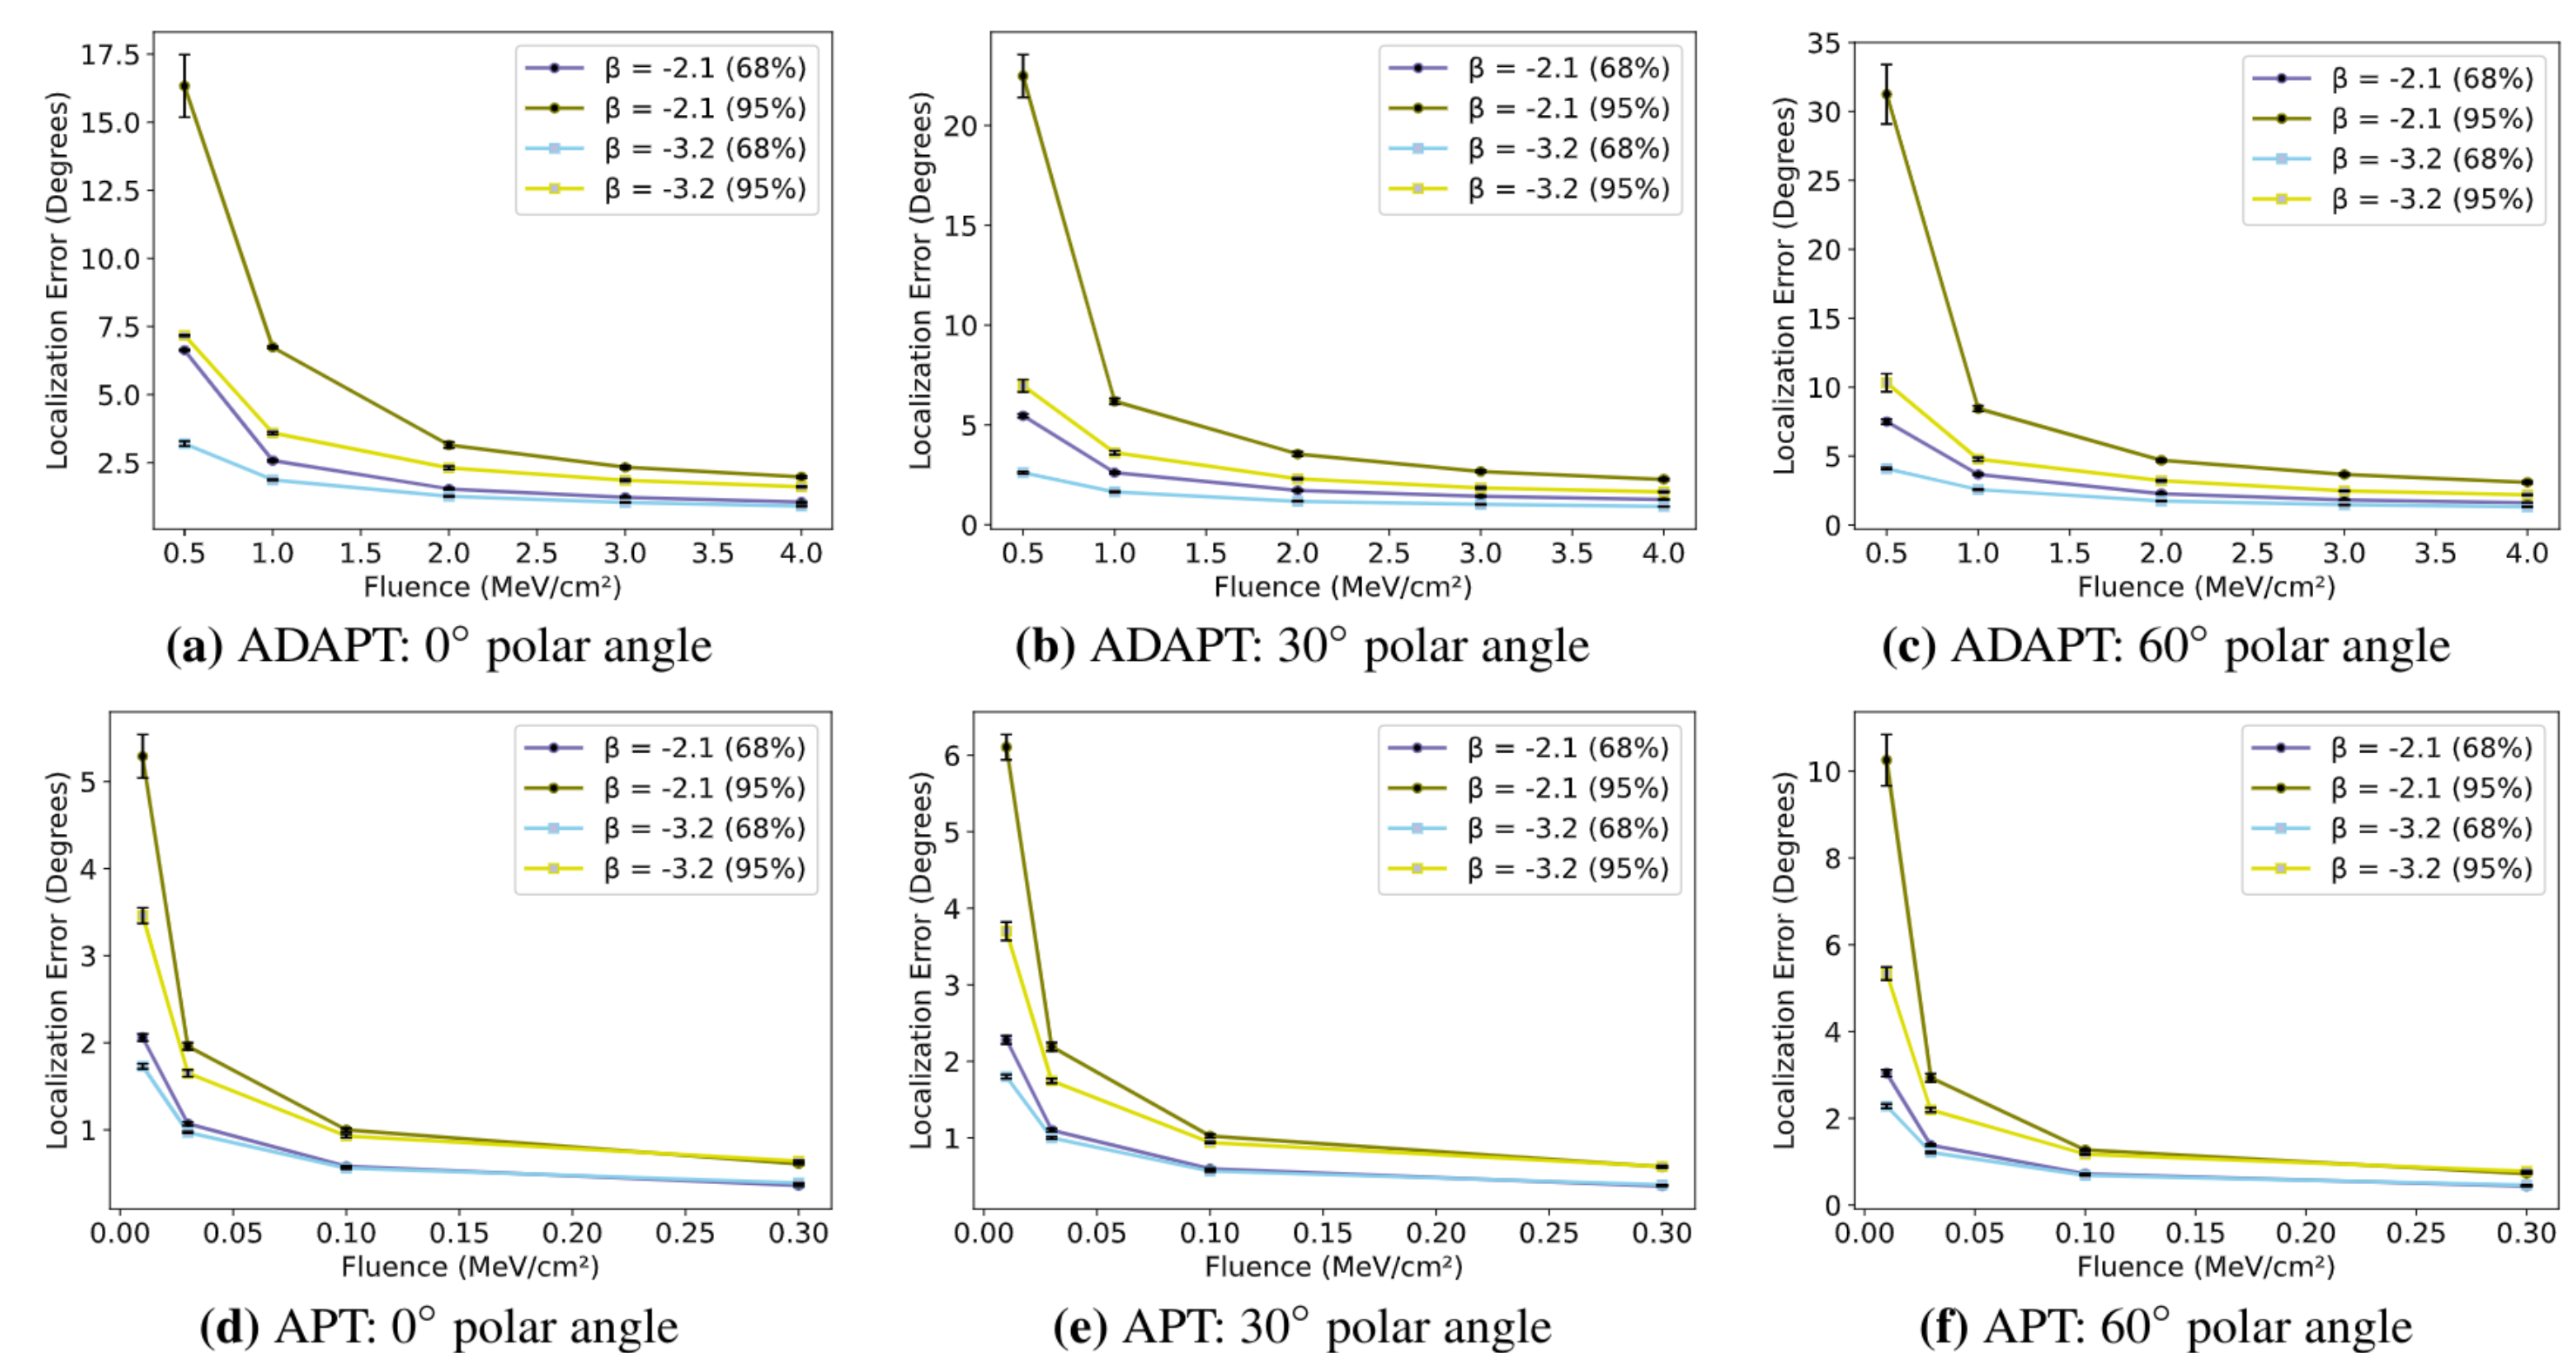 17.5
15.0
12.5
10.0
7.5
5.0
2.5
Localization Error (Degrees)
β = -2.1 (68%)
β = -2.1 (95%)
β = -3.2 (68%)
β = -3.2 (95%)
0.5 1.0 1.5 2.0 2.5 3.0 3.5 4.0
Fluence (MeV/cm²)
(a) ADAPT: 0° polar angle
20
15
10
5
0
Localization Error (Degrees)
β = -2.1 (68%)
β = -2.1 (95%)
β = -3.2 (68%)
β = -3.2 (95%)
0.5 1.0 1.5 2.0 2.5 3.0 3.5 4.0
Fluence (MeV/cm²)
(b) ADAPT: 30° polar angle
35
30
25
20
15
10
5
0
Localization Error (Degrees)
β = -2.1 (68%)
β = -2.1 (95%)
β = -3.2 (68%)
β = -3.2 (95%)
0.5 1.0 1.5 2.0 2.5 3.0 3.5 4.0
Fluence (MeV/cm²)
(c) ADAPT: 60° polar angle
5
4
3
2
1
Localization Error (Degrees)
β = -2.1 (68%)
β = -2.1 (95%)
β = -3.2 (68%)
β = -3.2 (95%)
0.00 0.05 0.10 0.15 0.20 0.25 0.30
Fluence (MeV/cm²)
(d) APT: 0° polar angle
6
5
4
3
2
1
Localization Error (Degrees)
β = -2.1 (68%)
β = -2.1 (95%)
β = -3.2 (68%)
β = -3.2 (95%)
0.00 0.05 0.10 0.15 0.20 0.25 0.30
Fluence (MeV/cm²)
(e) APT: 30° polar angle
10
8
6
4
2
0
Localization Error (Degrees)
β = -2.1 (68%)
β = -2.1 (95%)
β = -3.2 (68%)
β = -3.2 (95%)
0.00 0.05 0.10 0.15 0.20 0.25 0.30
Fluence (MeV/cm²)
(f) APT: 60° polar angle